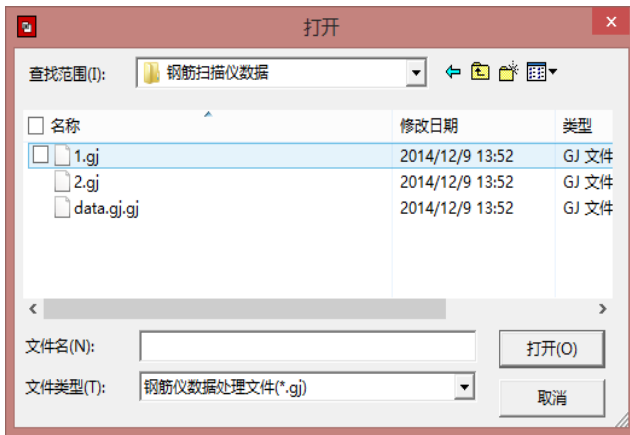 打开
查找范围(I): 钢筋扫描仪数据
名称 修改日期 类型
1.gj 2014/12/9 13:52 GJ 文件
2.gj 2014/12/9 13:52 GJ 文件
data.gj.gj 2014/12/9 13:52 GJ 文件
文件名(N): 打开(O)
文件类型(T): 钢筋仪数据处理文件(*.gj) 取消